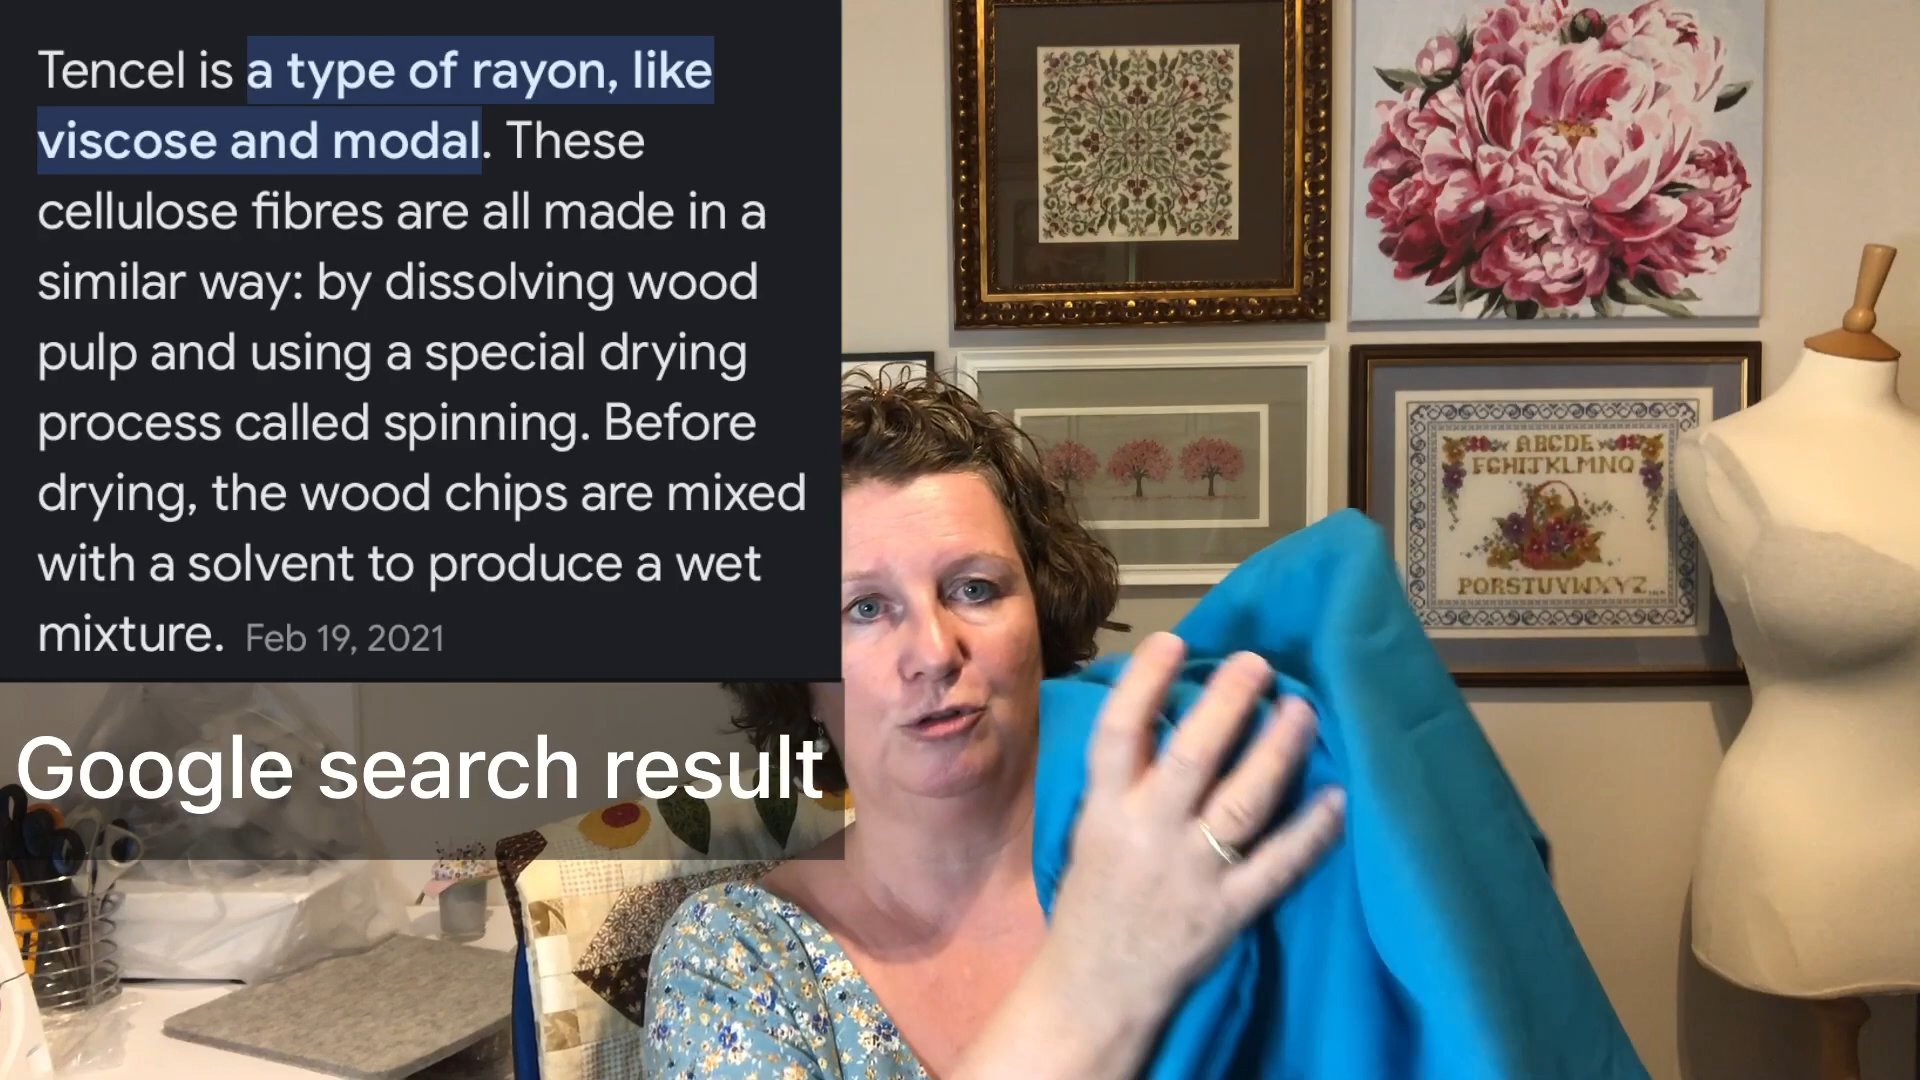 Tencel is a type of rayon, like
viscose and modal. These
cellulose fibres are all made in a
similar way: by dissolving wood
pulp and using a special drying
process called spinning. Before
drying, the wood chips are mixed
with a solvent to produce a wet
mixture. Feb 19, 2021
Google search result
ABCDE
FGHIJKLMNO
PQRSTUVWXYZ